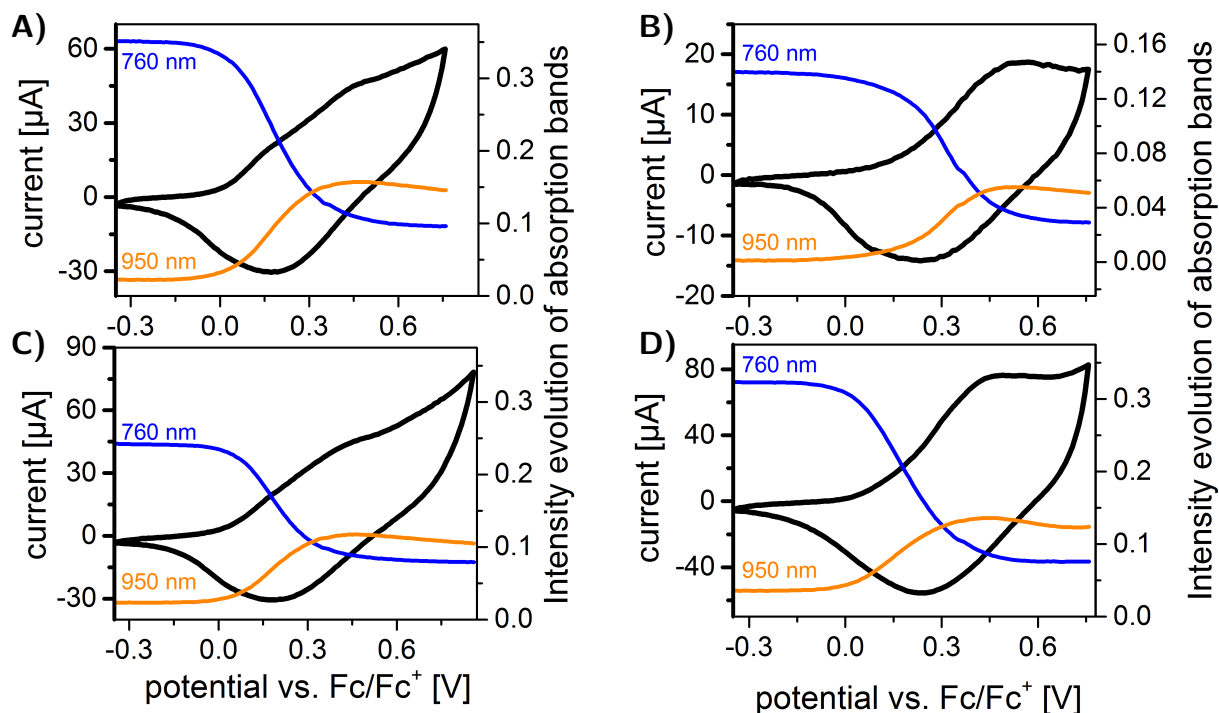 A)
60
30
0
-30
current [µA]
760 nm
950 nm
-0.3
0.0
0.3
0.6
0.3
0.2
0.1
0.0
Intensity evolution of absorption bands
B)
20
10
0
-10
-20
current [µA]
-0.3
0.0
0.3
0.6
0.16
0.12
0.08
0.04
0.00
760 nm
950 nm
Intensity evolution of absorption bands
C)
90
60
30
0
-30
current [µA]
760 nm
950 nm
-0.3
0.0
0.3
0.6
0.3
0.2
0.1
0.0
potential vs. Fc/Fc⁺ [V]
D)
80
40
0
-40
current [µA]
760 nm
950 nm
-0.3
0.0
0.3
0.6
0.3
0.2
0.1
0.0
potential vs. Fc/Fc⁺ [V]